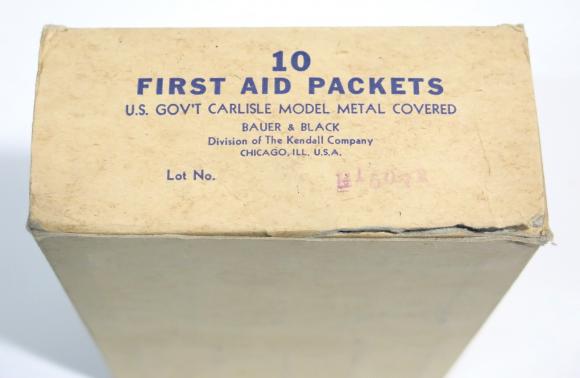 10
FIRST AID PACKETS
U.S. GOV'T CARLISLE MODEL METAL COVERED
BAUER & BLACK
Division of The Kendall Company
CHICAGO, ILL. U.S.A.
Lot No.